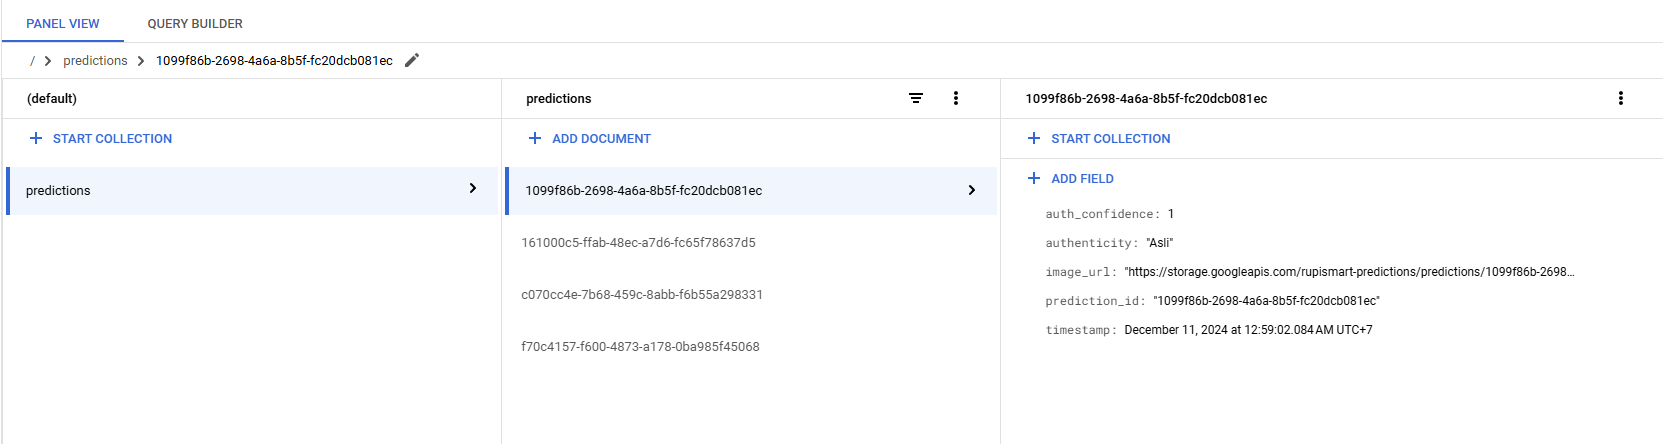 PANEL VIEW QUERY BUILDER
/ predictions 1099f86b-2698-4a6a-8b5f-fc20dcb081ec
(default)
START COLLECTION
predictions
predictions
ADD DOCUMENT
1099f86b-2698-4a6a-8b5f-fc20dcb081ec
161000c5-ffab-48ec-a7d6-fc65f78637d5
c070cc4e-7b68-459c-8abb-f6b55a298331
f70c4157-f600-4873-a178-0ba985f45068
1099f86b-2698-4a6a-8b5f-fc20dcb081ec
START COLLECTION
ADD FIELD
auth_confidence: 1
authenticity: "Asli"
image_url: "https://storage.googleapis.com/rupismart-predictions/predictions/1099f86b-2698...
prediction_id: "1099f86b-2698-4a6a-8b5f-fc20dcb081ec"
timestamp: December 11, 2024 at 12:59:02.084 AM UTC+7